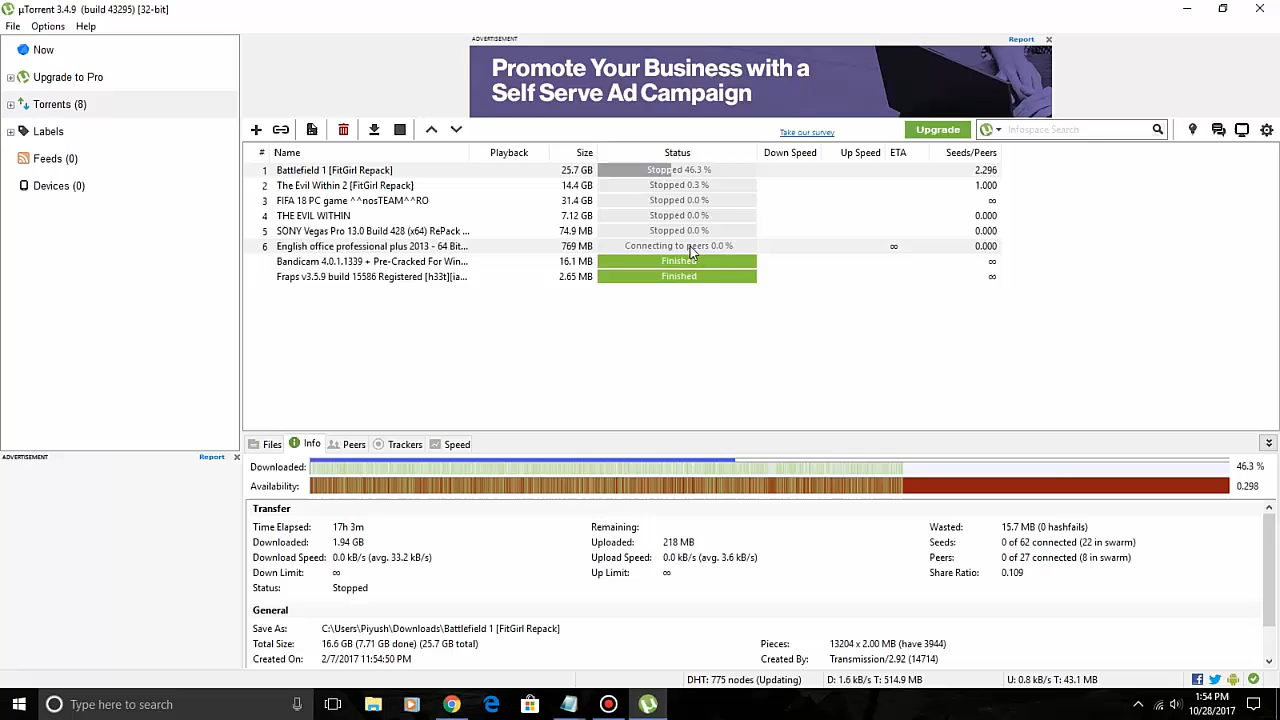 µTorrent 3.4.9 (build 43295) [32-bit]
File Options Help
Now
Upgrade to Pro
Torrents (8)
Labels
Feeds (0)
Devices (0)
ADVERTISEMENT Report
Promote Your Business with a
Self Serve Ad Campaign
Take our survey Upgrade Infospace Search
# Name Playback Size Status Down Speed Up Speed ETA Seeds/Peers
1 Battlefield 1 [FitGirl Repack] 25.7 GB Stopped 46.3 % 2.296
2 The Evil Within 2 [FitGirl Repack] 14.4 GB Stopped 0.3 % 1.000
3 FIFA 18 PC game ^^nosTEAM^^RO 31.4 GB Stopped 0.0 % ∞
4 THE EVIL WITHIN 7.12 GB Stopped 0.0 % 0.000
5 SONY Vegas Pro 13.0 Build 428 (x64) RePack ... 74.9 MB Stopped 0.0 % 0.000
6 English office professional plus 2013 - 64 Bit... 769 MB Connecting to peers 0.0 % ∞ 0.000
Bandicam 4.0.1.1339 + Pre-Cracked For Win... 16.1 MB Finished ∞
Fraps v3.5.9 build 15586 Registered [h33t][ia... 2.65 MB Finished ∞
ADVERTISEMENT Report
Files Info Peers Trackers Speed
Downloaded: 46.3 %
Availability: 0.298
Transfer
Time Elapsed: 17h 3m Remaining: Wasted: 15.7 MB (0 hashfails)
Downloaded: 1.94 GB Uploaded: 218 MB Seeds: 0 of 62 connected (22 in swarm)
Download Speed: 0.0 kB/s (avg. 33.2 kB/s) Upload Speed: 0.0 kB/s (avg. 3.6 kB/s) Peers: 0 of 27 connected (8 in swarm)
Down Limit: ∞ Up Limit: ∞ Share Ratio: 0.109
Status: Stopped
General
Save As: C:\Users\Piyush\Downloads\Battlefield 1 [FitGirl Repack]
Total Size: 16.6 GB (7.71 GB done) (25.7 GB total) Pieces: 13204 x 2.00 MB (have 3944)
Created On: 2/7/2017 11:54:50 PM Created By: Transmission/2.92 (14714)
DHT: 775 nodes (Updating) D: 1.6 kB/s T: 514.9 MB U: 0.8 kB/s T: 43.1 MB
Type here to search
1:54 PM
10/28/2017